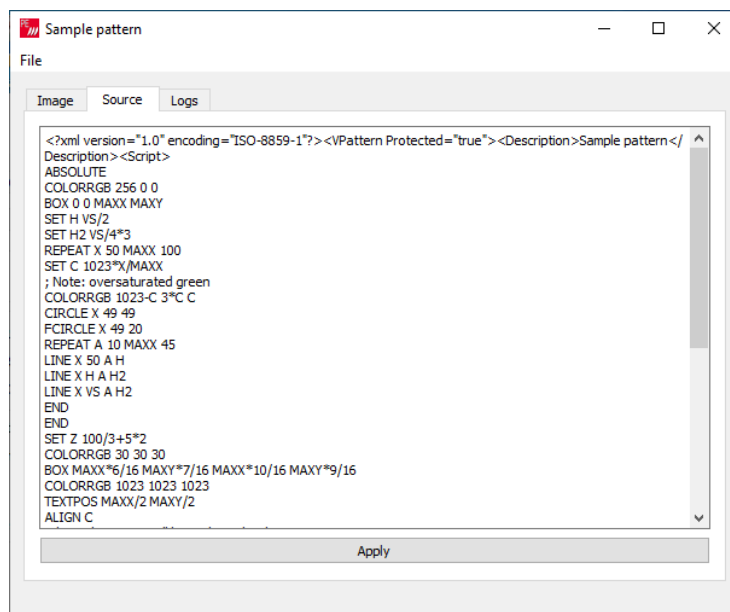 Sample pattern
File
Image Source Logs
<?xml version="1.0" encoding="ISO-8859-1"?><VPattern Protected="true"><Description>Sample pattern</
Description><Script>
ABSOLUTE
COLORRGB 256 0 0
BOX 0 0 MAXX MAXY
SET H VS/2
SET H2 VS/4*3
REPEAT X 50 MAXX 100
SET C 1023*X/MAXX
; Note: oversaturated green
COLORRGB 1023-C 3*C C
CIRCLE X 49 49
FCIRCLE X 49 20
REPEAT A 10 MAXX 45
LINE X 50 A H
LINE X H A H2
LINE X VS A H2
END
END
SET Z 100/3+5*2
COLORRGB 30 30 30
BOX MAXX*6/16 MAXY*7/16 MAXX*10/16 MAXY*9/16
COLORRGB 1023 1023 1023
TEXTPOS MAXX/2 MAXY/2
ALIGN C
Apply